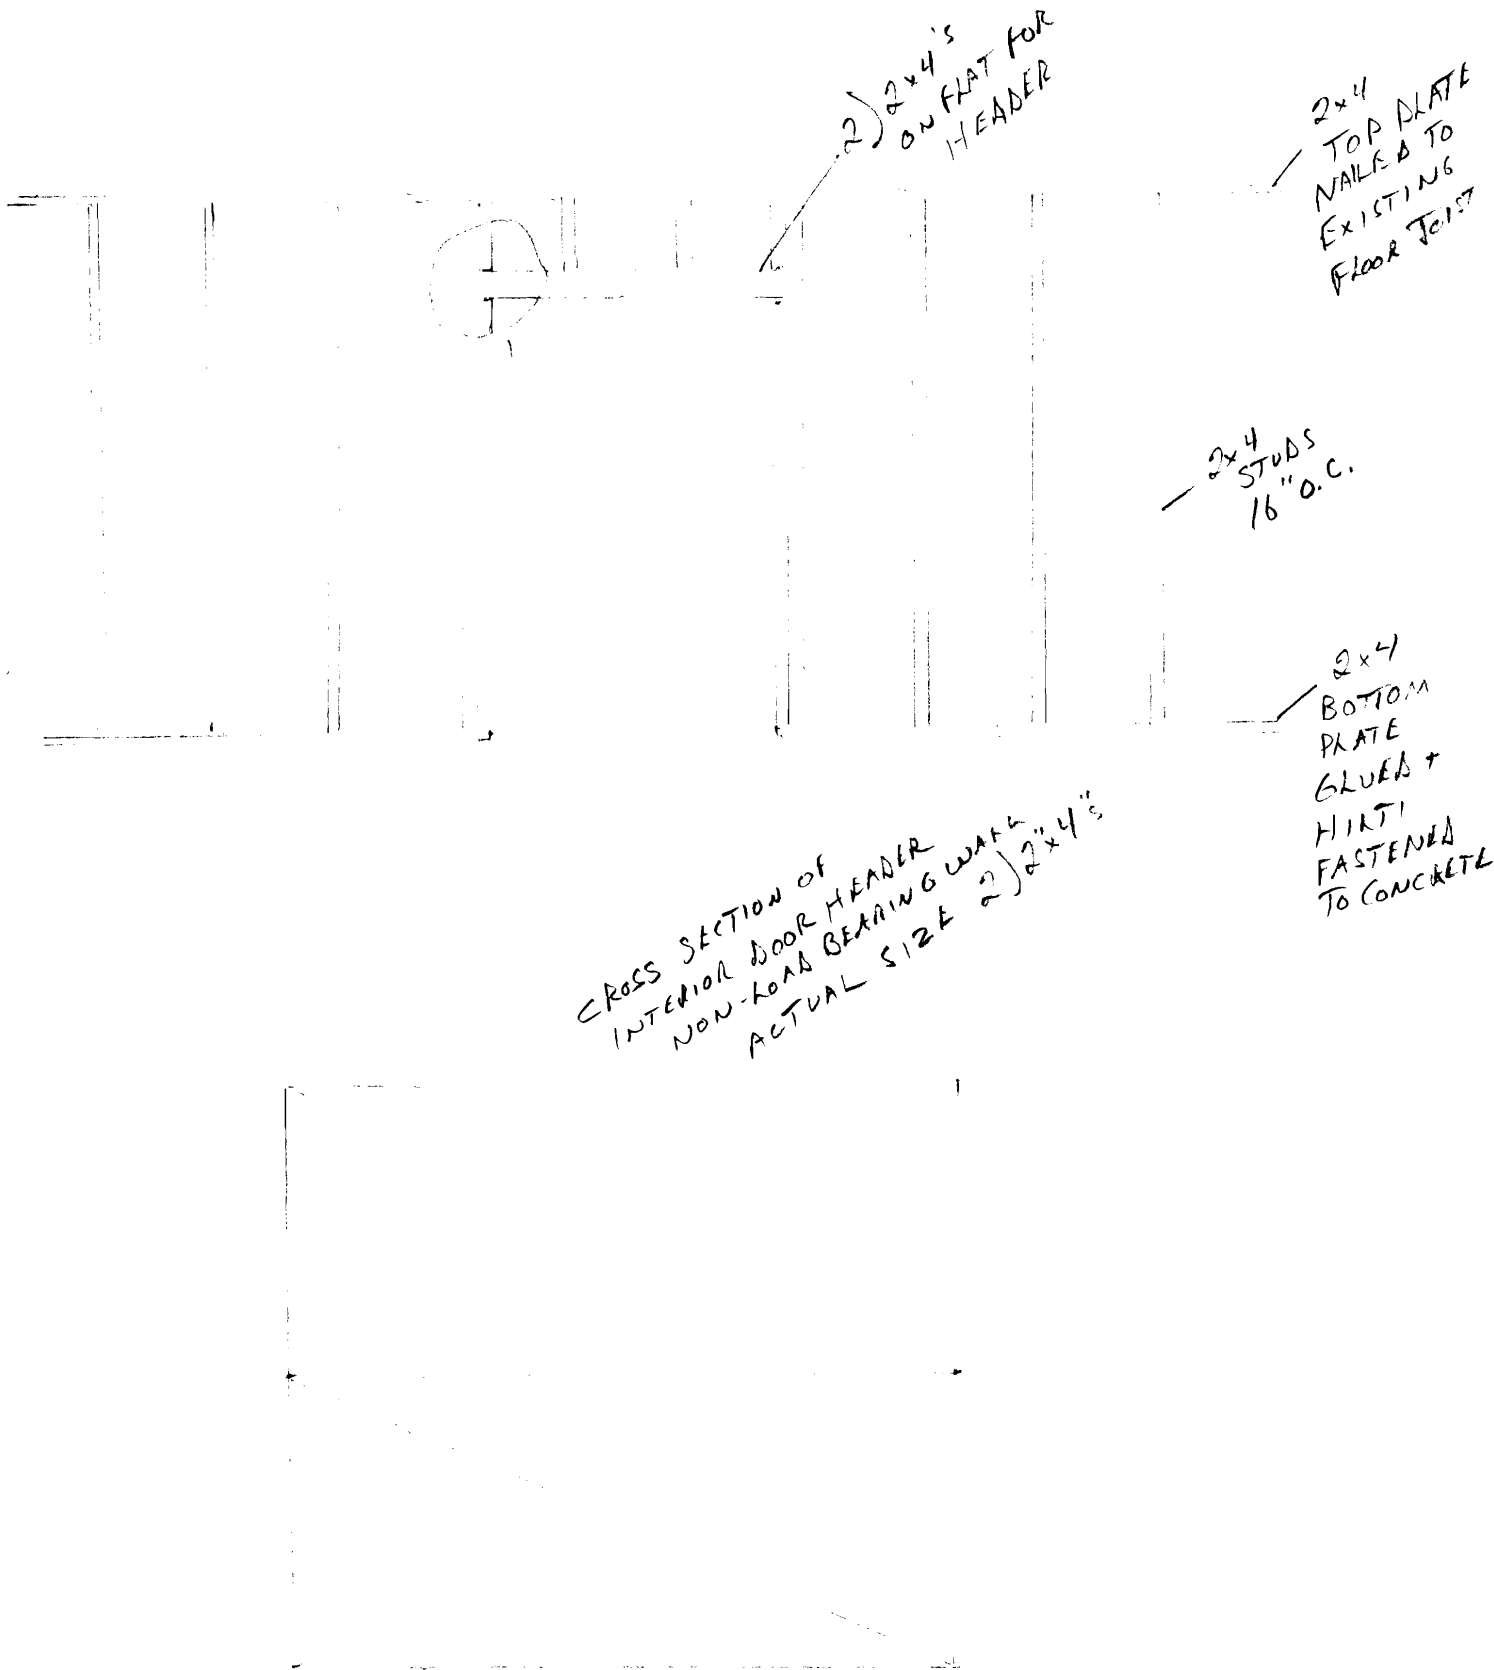 2) 2x4's
ON FLAT FOR
HEADER
2x4
TOP PLATE
NAILED TO
EXISTING
FLOOR JOIST
2x4
STUDS
16" O.C.
2x4
BOTTOM
PLATE
GLUED +
HILTI
FASTENED
TO CONCRETE
CROSS SECTION OF
INTERIOR DOOR HEADER
NON-LOAD BEARING WALL
ACTUAL SIZE 2) 2"x4"s